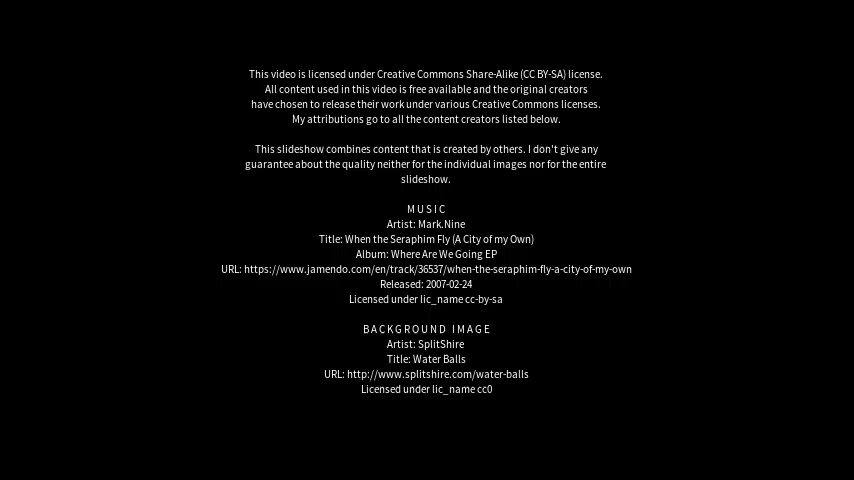 This video is licensed under Creative Commons Share-Alike (CC BY-SA) license.
All content used in this video is free available and the original creators
have chosen to release their work under various Creative Commons licenses.
My attributions go to all the content creators listed below.
This slideshow combines content that is created by others. I don't give any
guarantee about the quality neither for the individual images nor for the entire
slideshow.
MUSIC
Artist: Mark.Nine
Title: When the Seraphim Fly (A City of my Own)
Album: Where Are We Going EP
URL: https://www.jamendo.com/en/track/36537/when-the-seraphim-fly-a-city-of-my-own
Released: 2007-02-24
Licensed under lic_name cc-by-sa
BACKGROUND IMAGE
Artist: SplitShire
Title: Water Balls
URL: http://www.splitshire.com/water-balls
Licensed under lic_name cc0